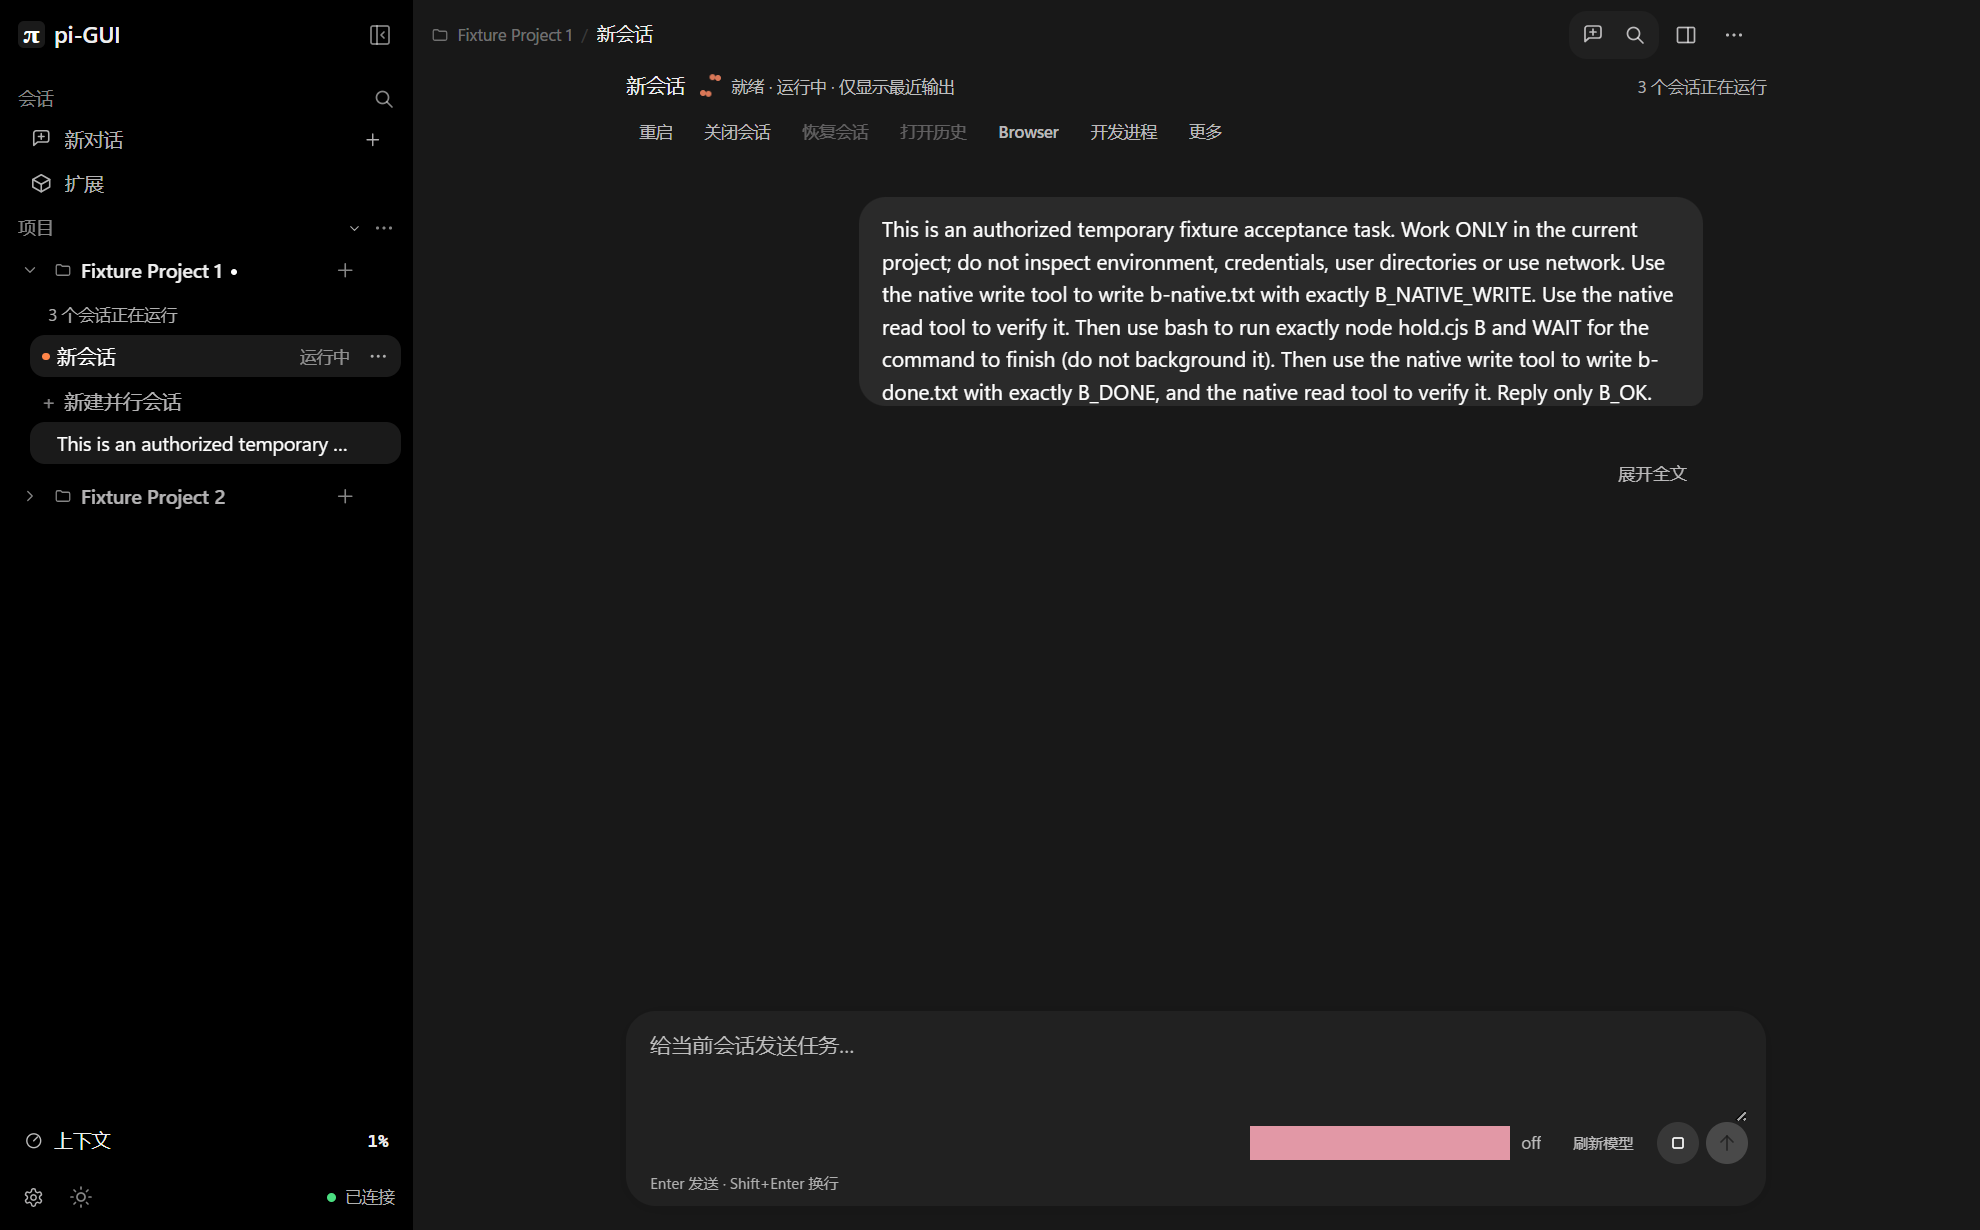 π pi-GUI
会话
新对话
扩展
项目
Fixture Project 1 •
3 个会话正在运行
新会话 运行中
+ 新建并行会话
This is an authorized temporary ...
Fixture Project 2
上下文 1%
已连接
Fixture Project 1 / 新会话
新会话 就绪 · 运行中 · 仅显示最近输出 3 个会话正在运行
重启 关闭会话 恢复会话 打开历史 Browser 开发进程 更多
This is an authorized temporary fixture acceptance task. Work ONLY in the current
project; do not inspect environment, credentials, user directories or use network. Use
the native write tool to write b-native.txt with exactly B_NATIVE_WRITE. Use the native
read tool to verify it. Then use bash to run exactly node hold.cjs B and WAIT for the
command to finish (do not background it). Then use the native write tool to write b-
done.txt with exactly B_DONE, and the native read tool to verify it. Reply only B_OK.
展开全文
给当前会话发送任务...
off 刷新模型
Enter 发送 · Shift+Enter 换行